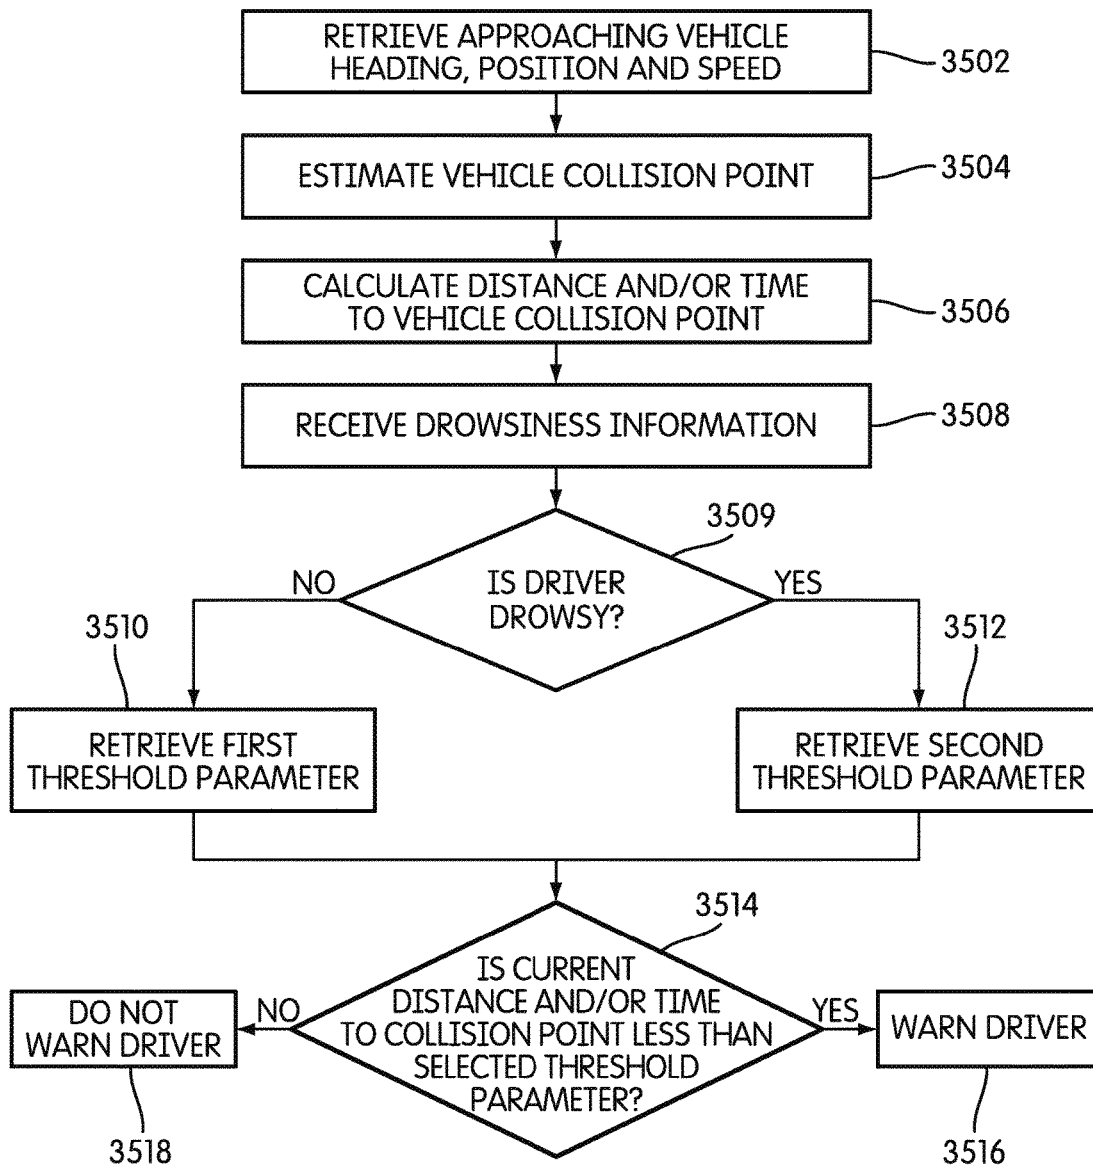 RETRIEVE APPROACHING VEHICLE
HEADING, POSITION AND SPEED
3502
ESTIMATE VEHICLE COLLISION POINT
3504
CALCULATE DISTANCE AND/OR TIME
TO VEHICLE COLLISION POINT
3506
RECEIVE DROWSINESS INFORMATION
3508
3509
IS DRIVER
DROWSY?
NO
YES
3510
3512
RETRIEVE FIRST
THRESHOLD PARAMETER
RETRIEVE SECOND
THRESHOLD PARAMETER
3514
IS CURRENT
DISTANCE AND/OR TIME
TO COLLISION POINT LESS THAN
SELECTED THRESHOLD
PARAMETER?
NO
YES
DO NOT
WARN DRIVER
WARN DRIVER
3518
3516